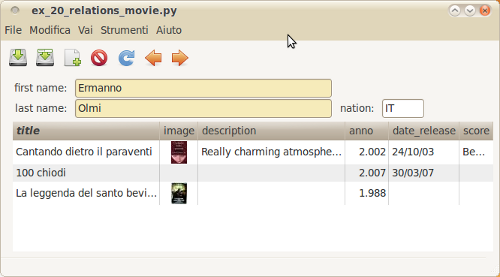 ex_20_relations_movie.py
File Modifica Vai Strumenti Aiuto
first name: Ermanno
last name: Olmi nation: IT
title image description anno date_release score
Cantando dietro il paraventi Really charming atmosphe... 2.002 24/10/03 Be...
100 chiodi 2.007 30/03/07
La leggenda del santo bevi... 1.988